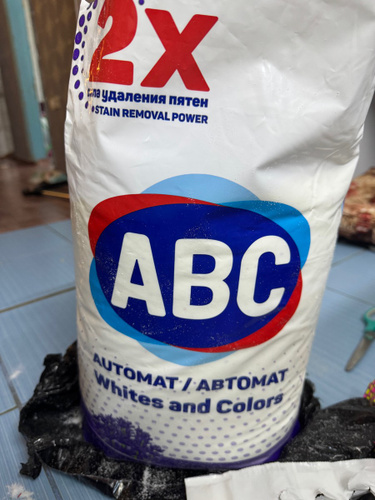 2X
сила удаления пятен
STAIN REMOVAL POWER
ABC
AUTOMAT / АВТОМАТ
Whites and Colors